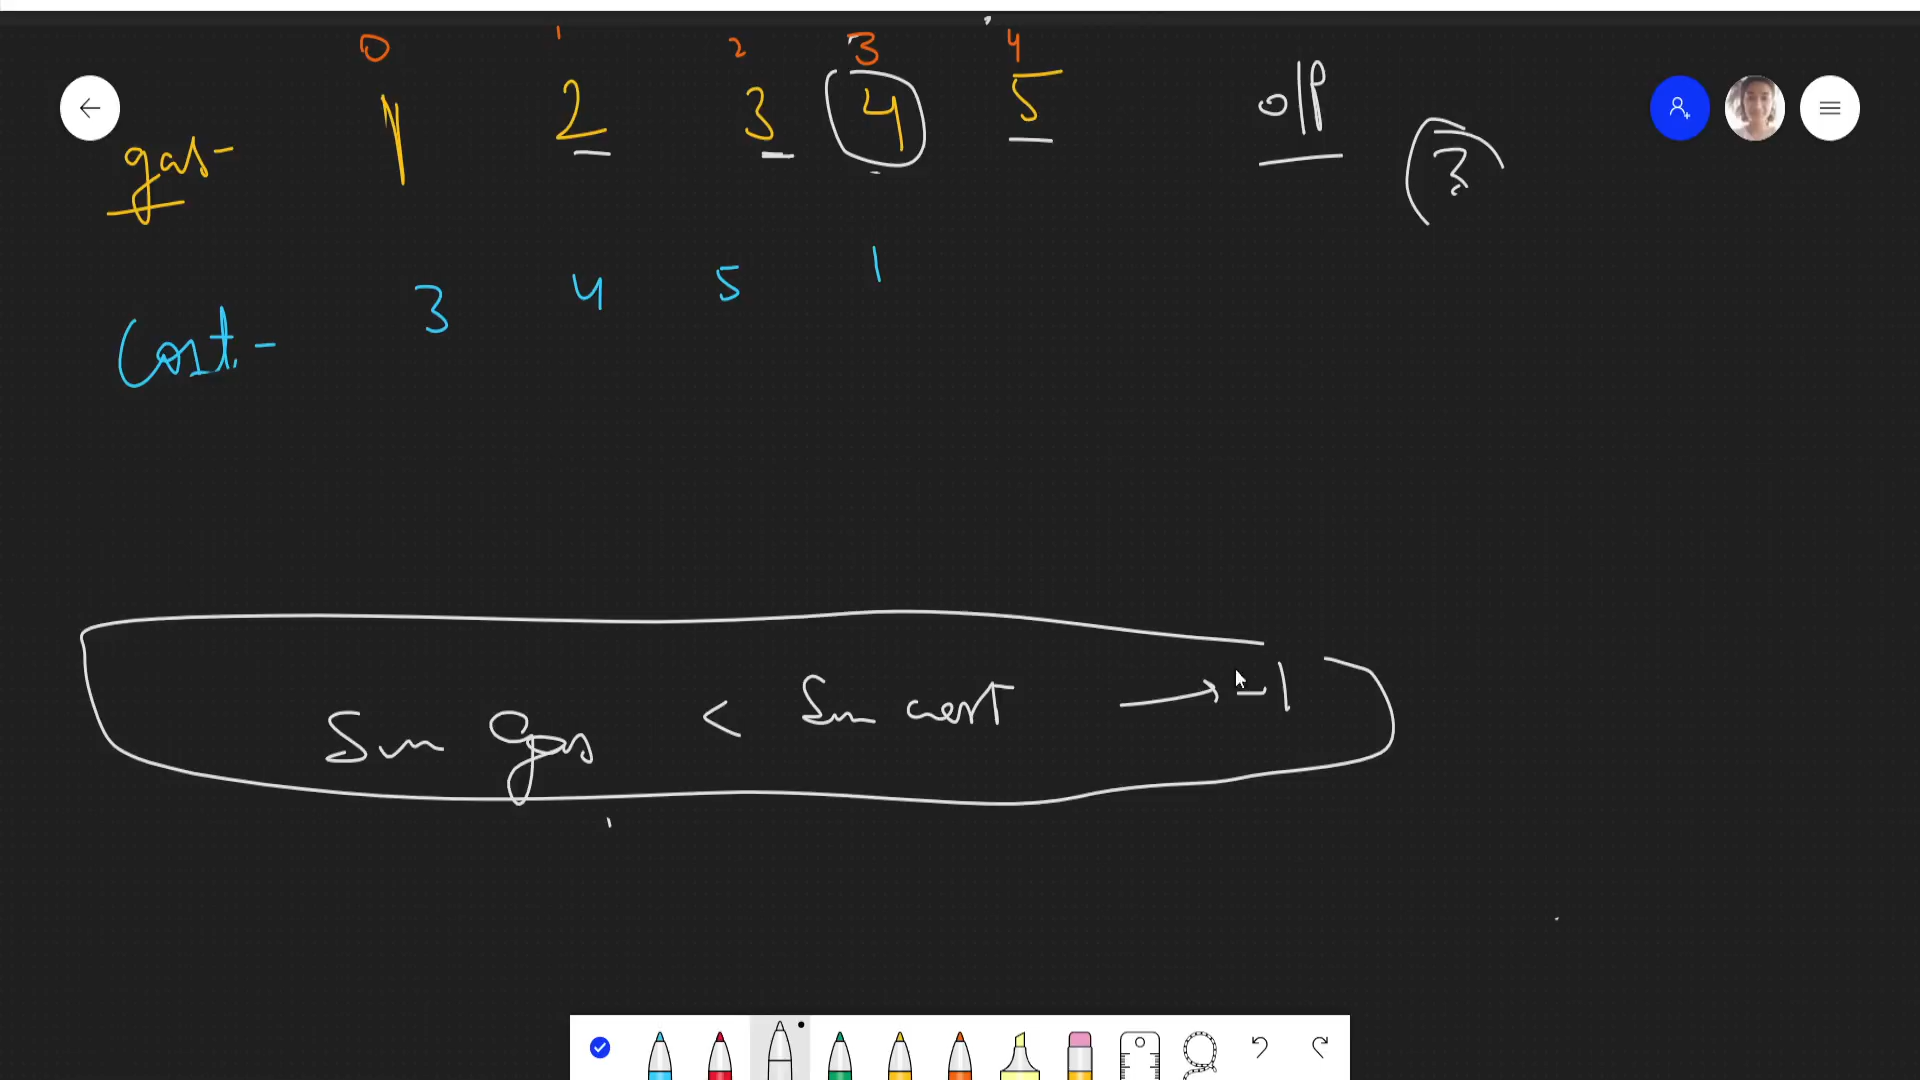 0 1 2 3 4
gas- 1 2 3 4 5 o/p 3
Cost.- 3 4 5 1
Sum Gas < Sum cost → -1